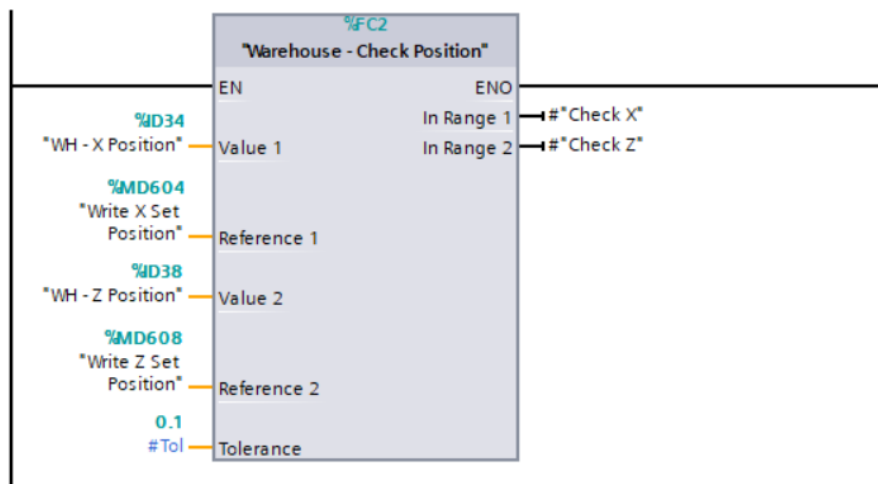 %FC2
"Warehouse - Check Position"
EN ENO
In Range 1 #"Check X"
%ID34
"WH - X Position" Value 1
In Range 2 #"Check Z"
%MD604
"Write X Set
Position" Reference 1
%ID38
"WH - Z Position" Value 2
%MD608
"Write Z Set
Position" Reference 2
0.1
#Tol Tolerance